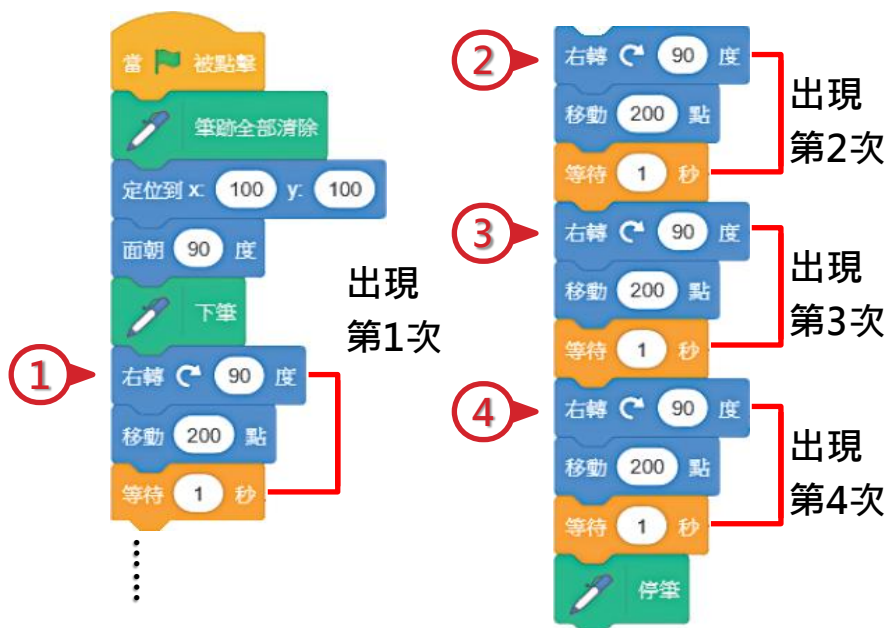 當 被點擊
筆跡全部清除
定位到 x: 100 y: 100
面朝 90 度
下筆
出現
第1次
1
右轉 90 度
移動 200 點
等待 1 秒
2
右轉 90 度
移動 200 點
等待 1 秒
出現
第2次
3
右轉 90 度
移動 200 點
等待 1 秒
出現
第3次
4
右轉 90 度
移動 200 點
等待 1 秒
出現
第4次
停筆